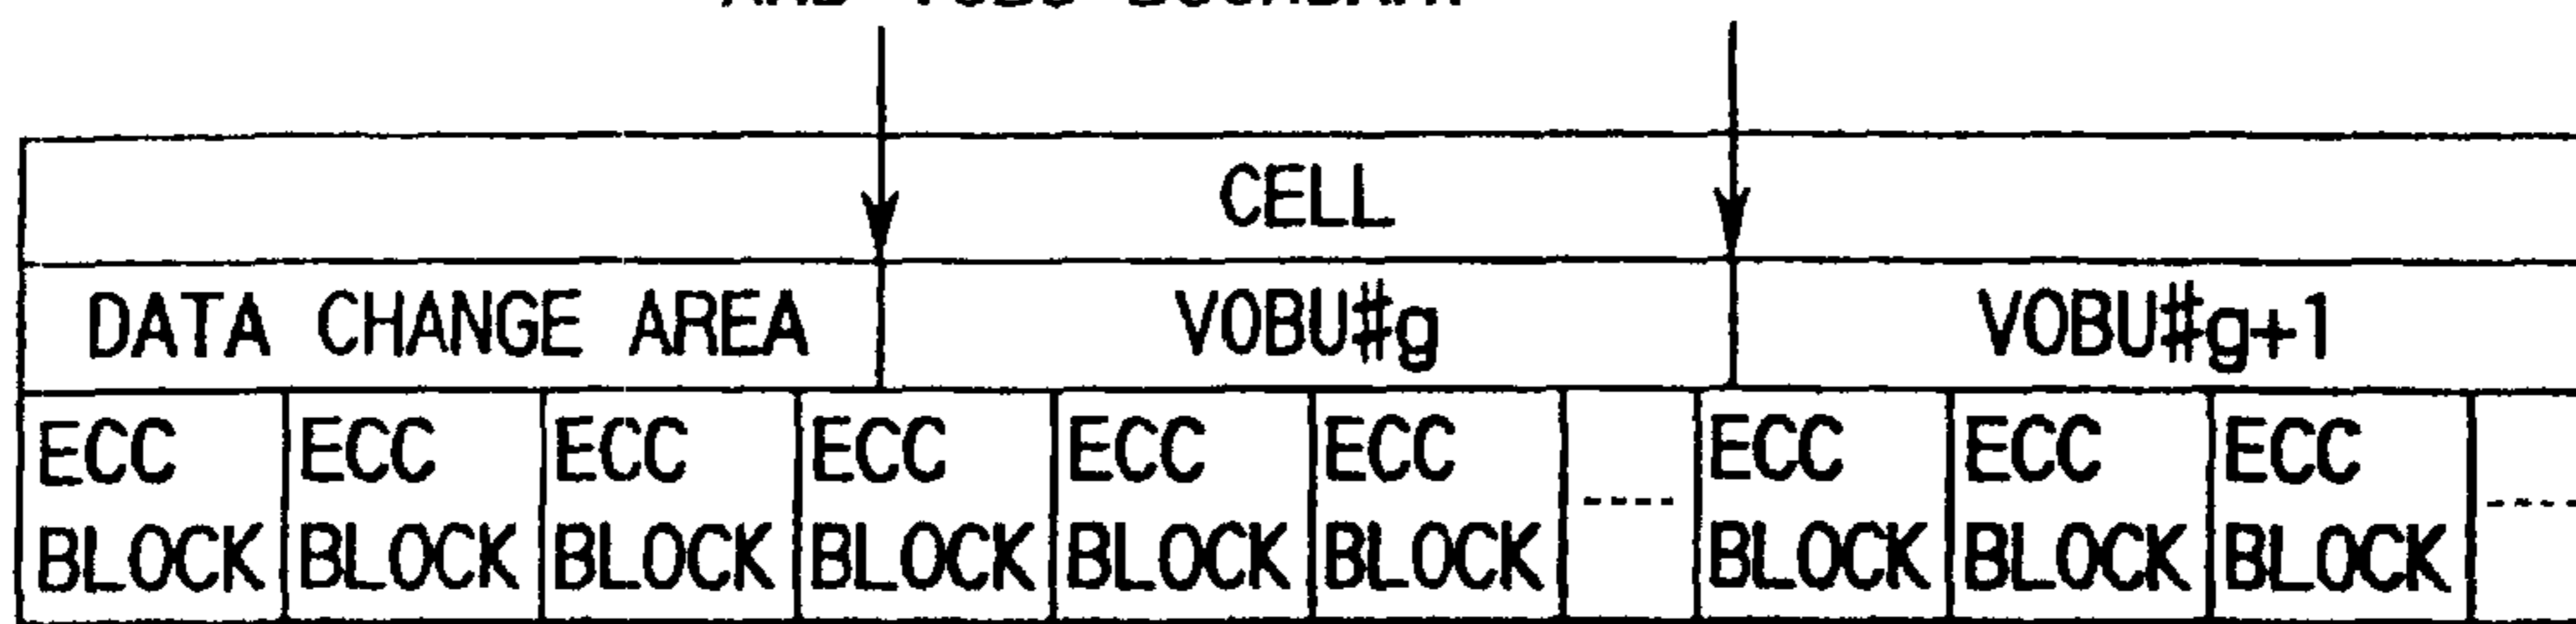 CELL
DATA CHANGE AREA VOBU#g VOBU#g+1
ECC ECC ECC ECC ECC ECC ECC ECC ECC
BLOCK BLOCK BLOCK BLOCK BLOCK BLOCK ---- BLOCK BLOCK BLOCK ----